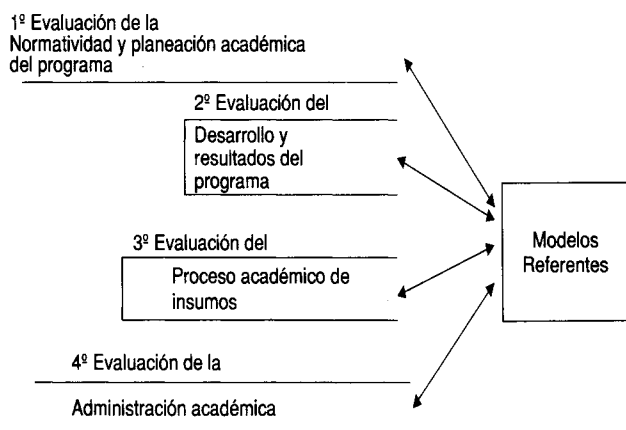 1º Evaluación de la
Normatividad y planeación académica
del programa
2º Evaluación del
Desarrollo y
resultados del
programa
3º Evaluación del
Proceso académico de
insumos
4º Evaluación de la
Administración académica
Modelos
Referentes